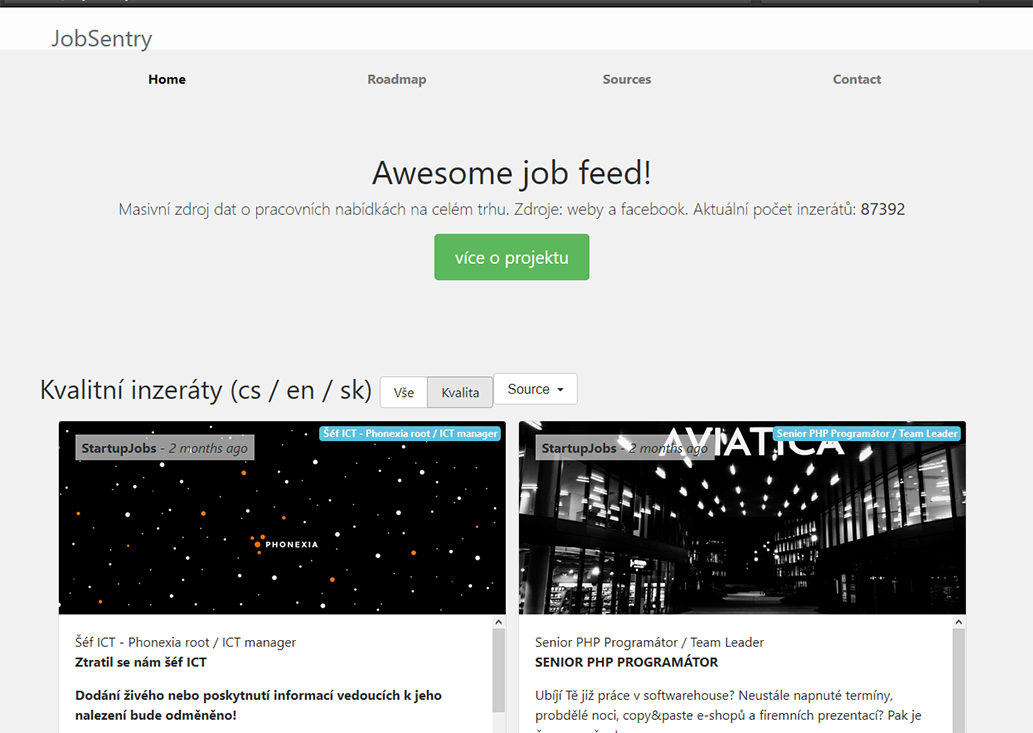 JobSentry
Home Roadmap Sources Contact
Awesome job feed!
Masivní zdroj dat o pracovních nabídkách na celém trhu. Zdroje: weby a facebook. Aktuální počet inzerátů: 87392
více o projektu
Kvalitní inzeráty (cs / en / sk) Vše Kvalita Source
Šéf ICT - Phonexia root / ICT manager
StartupJobs - 2 months ago
PHONEXIA
Šéf ICT - Phonexia root / ICT manager
Ztratil se nám šéf ICT
Dodání živého nebo poskytnutí informací vedoucích k jeho
nalezení bude odměněno!
Senior PHP Programátor / Team Leader
StartupJobs - 2 months ago
AVIATICA
Senior PHP Programátor / Team Leader
SENIOR PHP PROGRAMÁTOR
Ubíjí Tě již práce v softwarehouse? Neustále napnuté termíny,
probdělé noci, copy&paste e-shopů a firemních prezentací? Pak je